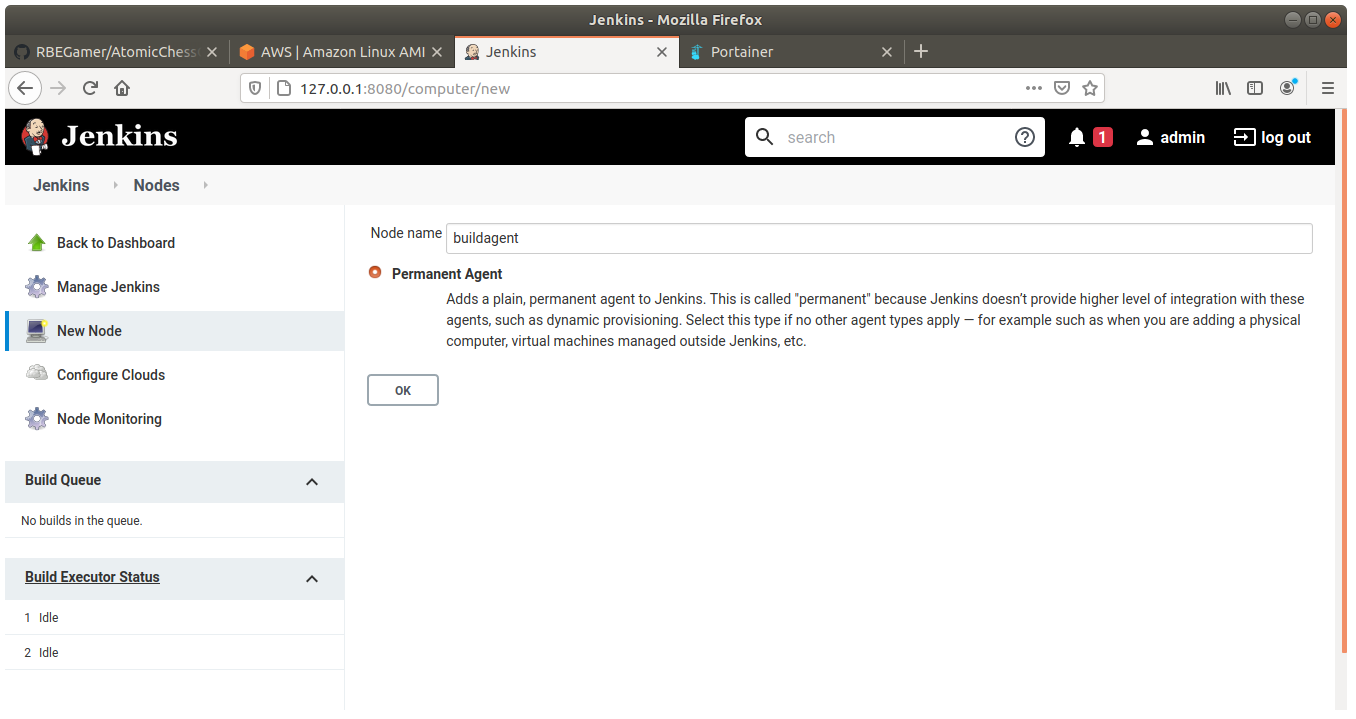 Jenkins - Mozilla Firefox
RBEGamer/AtomicChess
AWS | Amazon Linux AMI
Jenkins
Portainer
127.0.0.1:8080/computer/new
Jenkins
search
1
admin
log out
Jenkins
Nodes
Back to Dashboard
Manage Jenkins
New Node
Configure Clouds
Node Monitoring
Build Queue
No builds in the queue.
Build Executor Status
1 Idle
2 Idle
Node name
buildagent
Permanent Agent
Adds a plain, permanent agent to Jenkins. This is called "permanent" because Jenkins doesn’t provide higher level of integration with these
agents, such as dynamic provisioning. Select this type if no other agent types apply — for example such as when you are adding a physical
computer, virtual machines managed outside Jenkins, etc.
OK